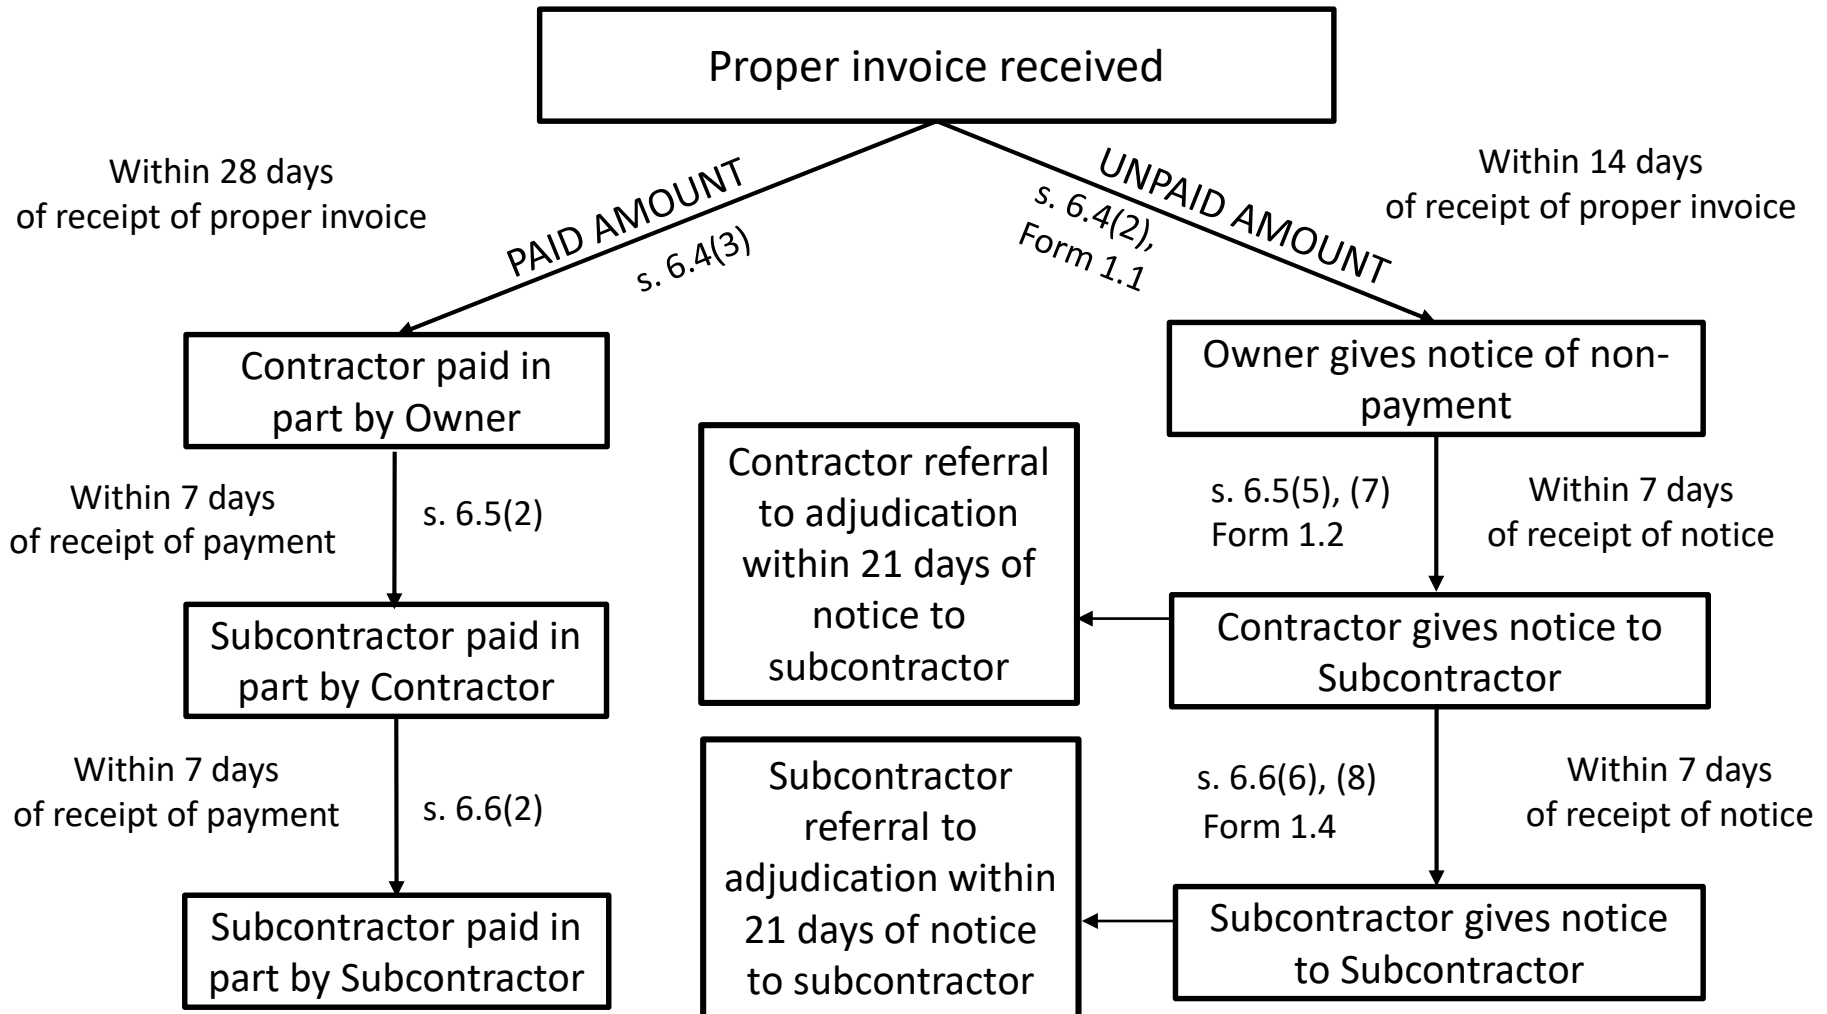 Proper invoice received
Within 28 days
of receipt of proper invoice
PAID AMOUNT
s. 6.4(3)
UNPAID AMOUNT
s. 6.4(2),
Form 1.1
Within 14 days
of receipt of proper invoice
Contractor paid in
part by Owner
Owner gives notice of non-
payment
Within 7 days
of receipt of payment
s. 6.5(2)
Contractor referral
to adjudication
within 21 days of
notice to
subcontractor
s. 6.5(5), (7)
Form 1.2
Within 7 days
of receipt of notice
Subcontractor paid in
part by Contractor
Contractor gives notice to
Subcontractor
Within 7 days
of receipt of payment
s. 6.6(2)
Subcontractor
referral to
adjudication within
21 days of notice
to subcontractor
s. 6.6(6), (8)
Form 1.4
Within 7 days
of receipt of notice
Subcontractor paid in
part by Subcontractor
Subcontractor gives notice
to Subcontractor